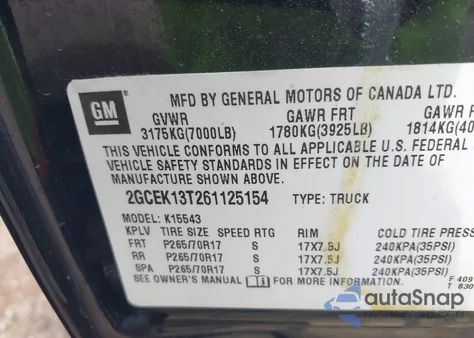 MFD BY GENERAL MOTORS OF CANADA LTD.
GM
GVWR GAWR FRT GAWR
3175KG(7000LB) 1780KG(3925LB) 1814KG(40
THIS VEHICLE CONFORMS TO ALL APPLICABLE U.S. FEDERAL
VEHICLE SAFETY STANDARDS IN EFFECT ON THE DATE OF
MANUFACTURE SHOWN ABOVE.
2GCEK13T261125154 TYPE: TRUCK
MODEL: K15543
KPLV TIRE SIZE SPEED RTG RIM COLD TIRE PRES
FRT P265/70R17 S 17X7.5J 240KPA(35PSI)
RR P265/70R17 S 17X7.5J 240KPA(35PSI)
SPA P265/70R17 S 17X7.5J 240KPA(35PSI)
SEE OWNER'S MANUAL FOR MORE INFORMATION. F 409
T 830
autoSnap